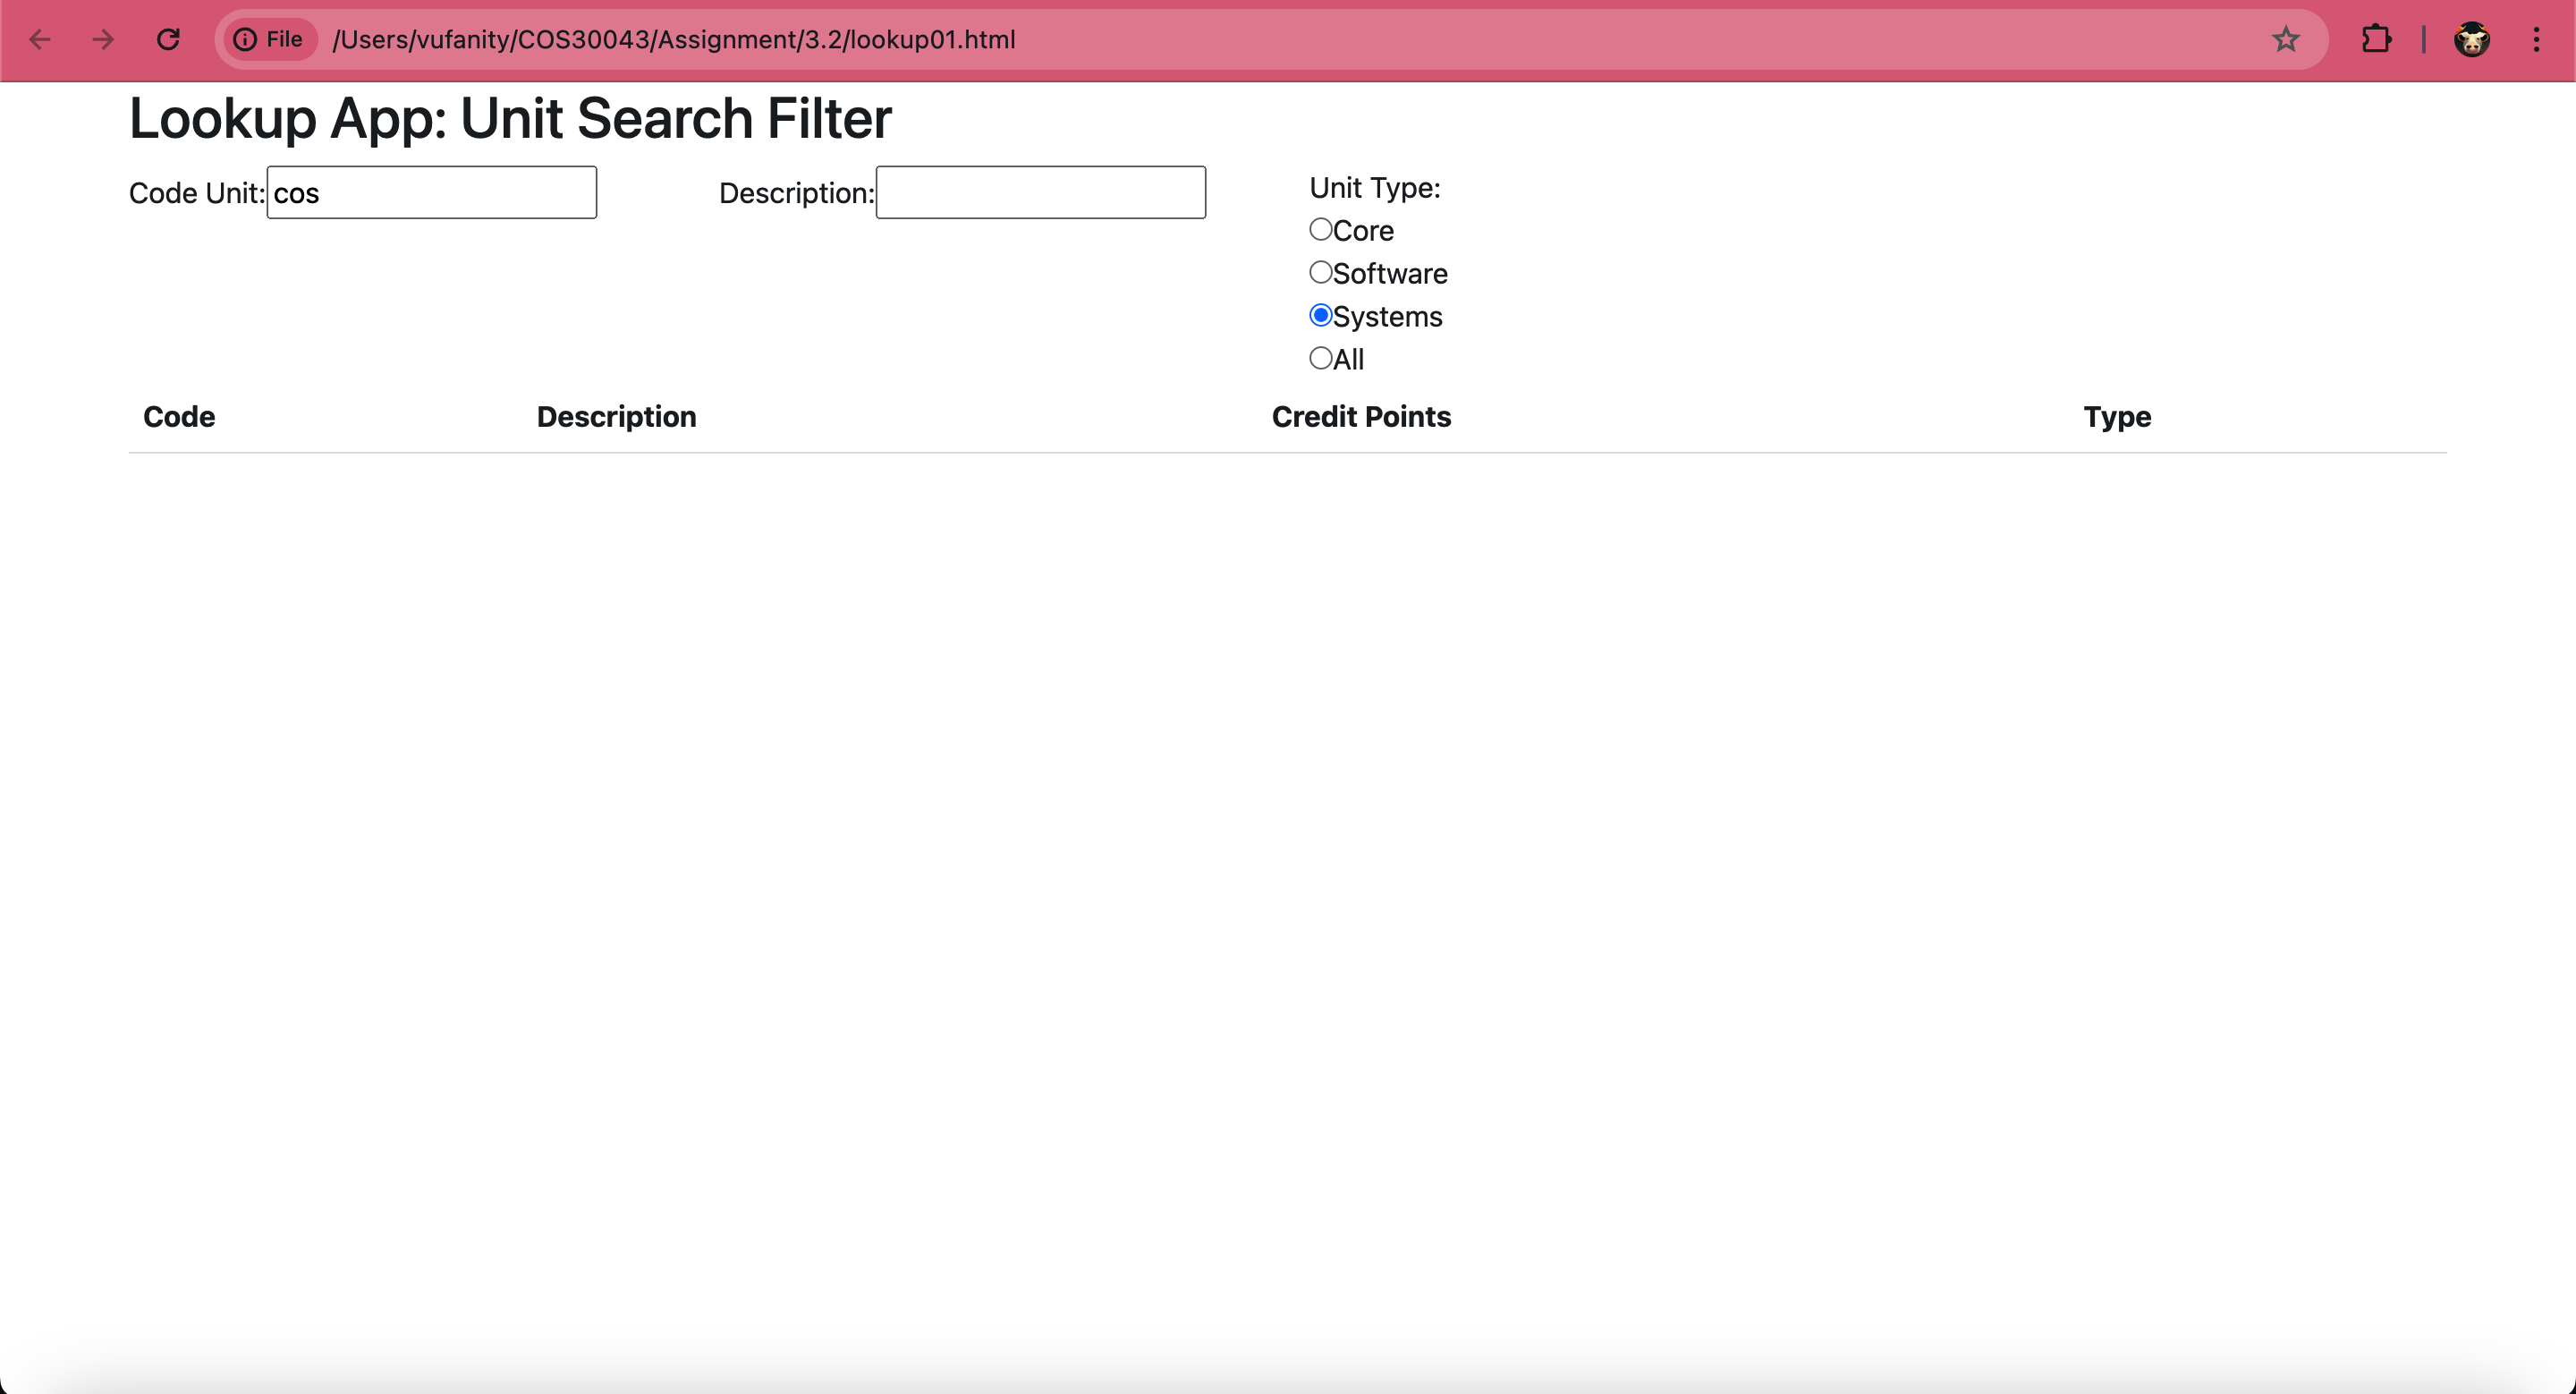 File /Users/vufanity/COS30043/Assignment/3.2/lookup01.html
Lookup App: Unit Search Filter
Code Unit: cos Description: Unit Type:
Core
Software
Systems
All
Code Description Credit Points Type